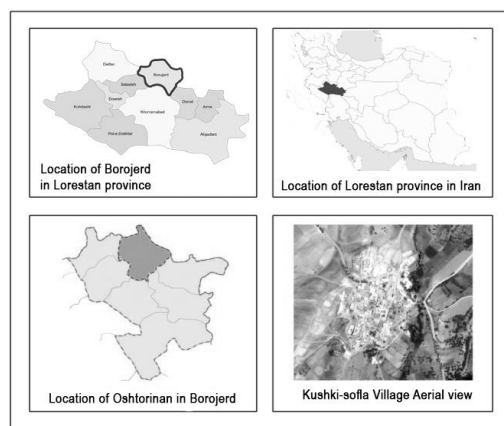 Delfan
Selseleh
Borujerd
Dowreh
Dorud
Azna
Kuhdasht
Khorramabad
Pol-e Dokhtar
Aligudarz
Location of Borojerd
in Lorestan province
Location of Lorestan province in Iran
Location of Oshtorinan in Borojerd
Kushki-sofla Village Aerial view